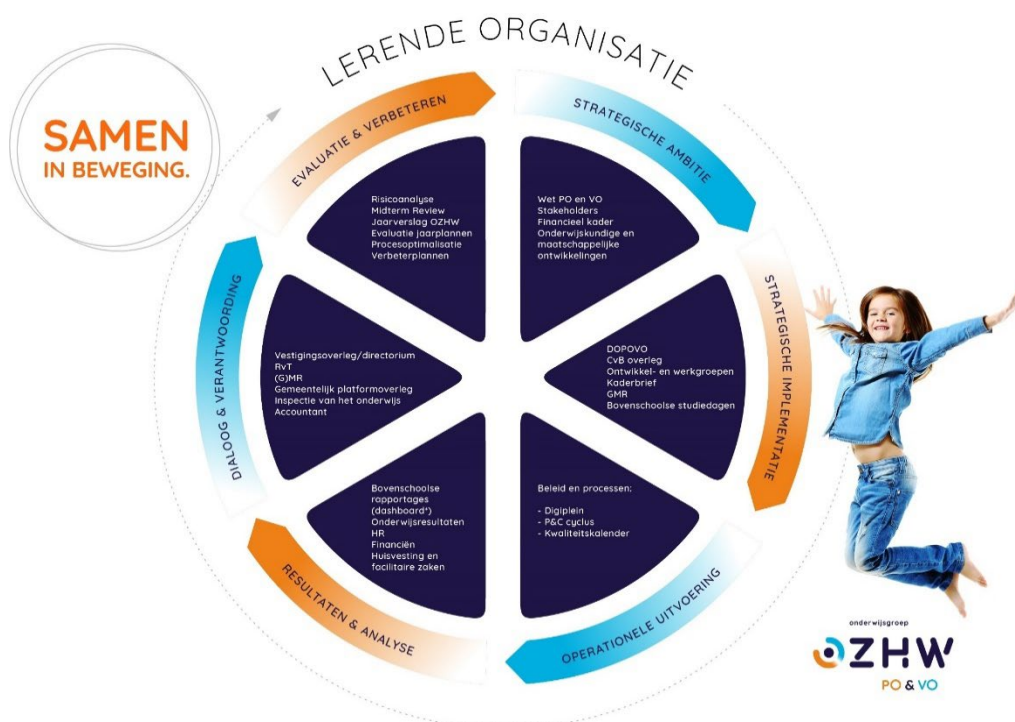 LERENDE ORGANISATIE
SAMEN
IN BEWEGING.
STRATEGISCHE AMBITIE
Wet PO en VO
Stakeholders
Financieel kader
Onderwijskundige en
maatschappelijke
ontwikkelingen
STRATEGISCHE IMPLEMENTATIE
DOPOVO
CvB overleg
Ontwikkel- en werkgroepen
Kaderbrief
GMR
Bovenschoolse studiedagen
OPERATIONELE UITVOERING
Beleid en processen:
- Digiplein
- P&C cyclus
- Kwaliteitskalender
RESULTATEN & ANALYSE
Bovenschoolse
rapportages
(dashboard*)
Onderwijsresultaten
HR
Financiën
Huisvesting en
facilitaire zaken
DIALOOG & VERANTWOORDING
Vestigingsoverleg/directorium
RvT
(G)MR
Gemeentelijk platformoverleg
Inspectie van het onderwijs
Accountant
EVALUATIE & VERBETEREN
Risicoanalyse
Midterm Review
Jaarverslag OZHW
Evaluatie jaarplannen
Procesoptimalisatie
Verbeterplannen
onderwijsgroep
OZHW
PO & VO